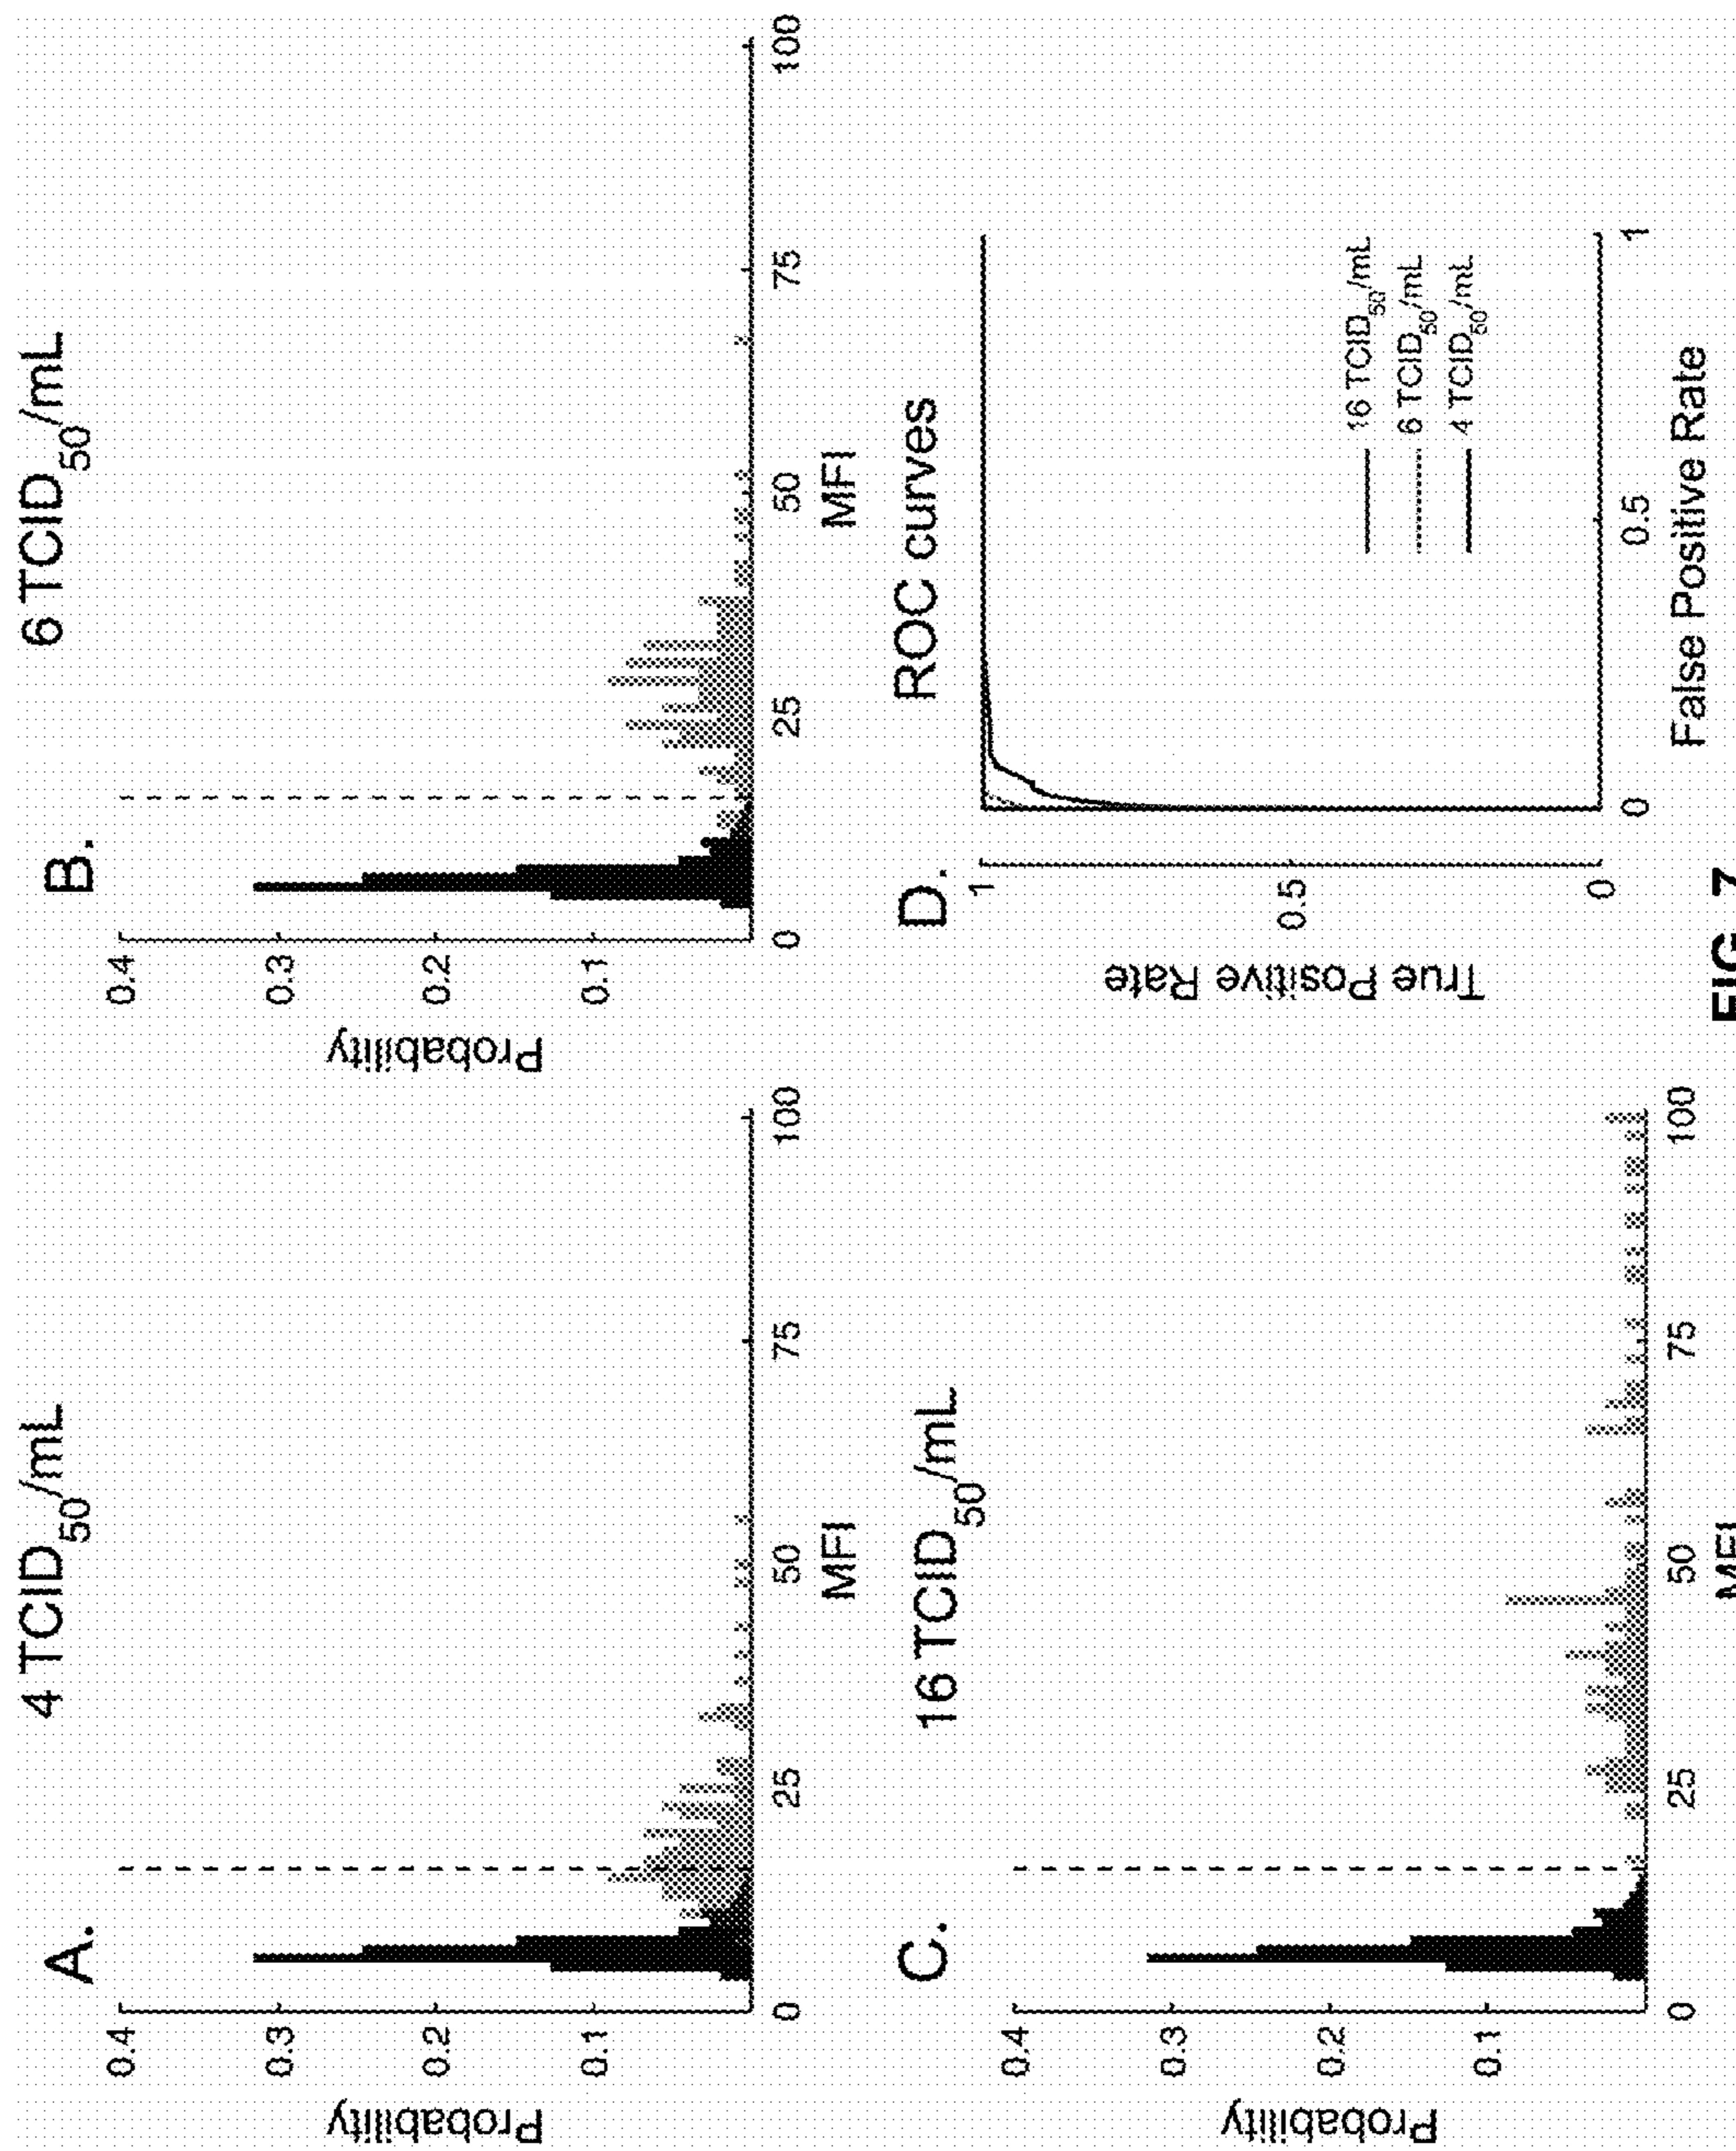 A.
4 TCID50/mL
0.4
0.3
0.2
0.1
Probability
0
25
50
75
100
MFI
B.
6 TCID50/mL
0.4
0.3
0.2
0.1
Probability
0
25
50
75
100
MFI
C.
16 TCID50/mL
0.4
0.3
0.2
0.1
Probability
0
25
50
75
100
MFI
D.
ROC curves
1
0.5
0
True Positive Rate
16 TCID50/mL
6 TCID50/mL
4 TCID50/mL
0
0.5
1
False Positive Rate
FIG. 7